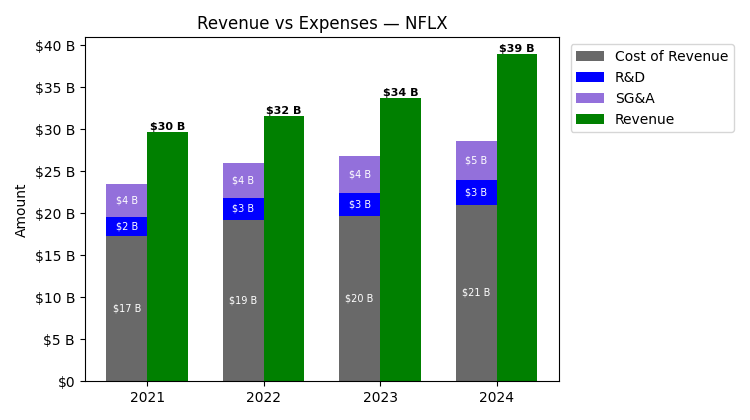 Revenue vs Expenses — NFLX
$40 B
$35 B
$30 B
$25 B
$20 B
$15 B
$10 B
$5 B
$0
Amount
$30 B
$4 B
$2 B
$17 B
$32 B
$4 B
$3 B
$19 B
$34 B
$4 B
$3 B
$20 B
$39 B
$5 B
$3 B
$21 B
2021
2022
2023
2024
Cost of Revenue
R&D
SG&A
Revenue